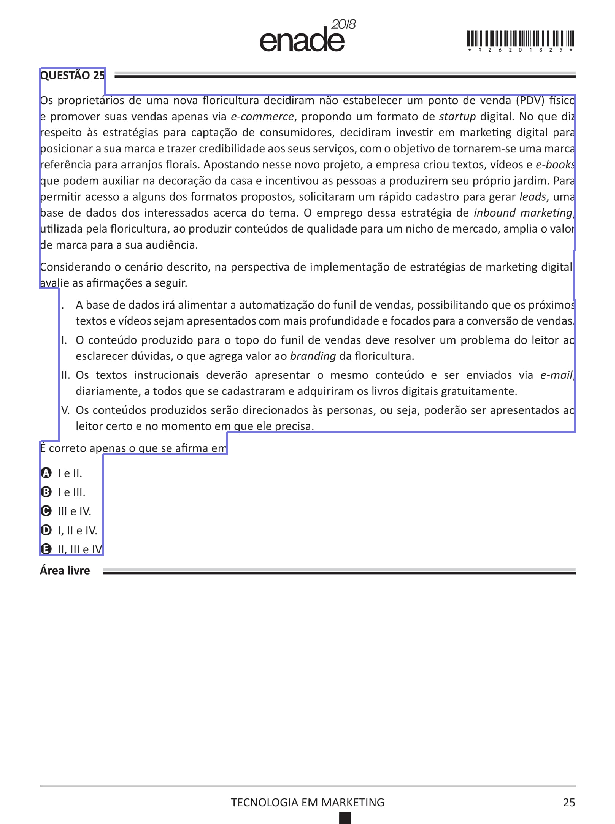 enade 2018
*R2620182S*
QUESTÃO 25
Os proprietários de uma nova floricultura decidiram não estabelecer um ponto de venda (PDV) físico
e promover suas vendas apenas via e-commerce, propondo um formato de startup digital. No que diz
respeito às estratégias para captação de consumidores, decidiram investir em marketing digital para
posicionar a sua marca e trazer credibilidade aos seus serviços, com o objetivo de tornarem-se uma marca
referência para arranjos florais. Apostando nesse novo projeto, a empresa criou textos, vídeos e e-books
que podem auxiliar na decoração da casa e incentivou as pessoas a produzirem seu próprio jardim. Para
permitir acesso a alguns dos formatos propostos, solicitaram um rápido cadastro para gerar leads, uma
base de dados dos interessados acerca do tema. O emprego dessa estratégia de inbound marketing,
utilizada pela floricultura, ao produzir conteúdos de qualidade para um nicho de mercado, amplia o valor
de marca para a sua audiência.
Considerando o cenário descrito, na perspectiva de implementação de estratégias de marketing digital,
avalie as afirmações a seguir.
I. A base de dados irá alimentar a automatização do funil de vendas, possibilitando que os próximos
textos e vídeos sejam apresentados com mais profundidade e focados para a conversão de vendas.
II. O conteúdo produzido para o topo do funil de vendas deve resolver um problema do leitor ao
esclarecer dúvidas, o que agrega valor ao branding da floricultura.
III. Os textos instrucionais deverão apresentar o mesmo conteúdo e ser enviados via e-mail,
diariamente, a todos que se cadastraram e adquiriram os livros digitais gratuitamente.
IV. Os conteúdos produzidos serão direcionados às personas, ou seja, poderão ser apresentados ao
leitor certo e no momento em que ele precisa.
É correto apenas o que se afirma em
A I e II.
B I e III.
C III e IV.
D I, II e IV.
E II, III e IV
Área livre
TECNOLOGIA EM MARKETING 25